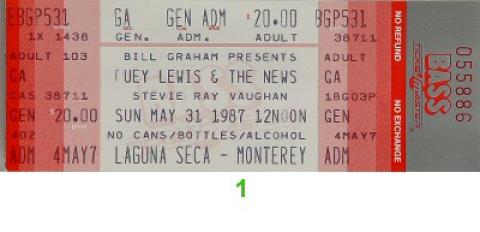 EBGP531 GA GEN ADM $20.00 BGP531
1X 1438 GEN. ADM. ADULT 38711
ADULT 103 BILL GRAHAM PRESENTS ADULT
GA (UEY LEWIS & THE NEWS GA
CAS 38711 STEVIE RAY VAUGHAN 18G03P
GEN 20.00 SUN MAY 31 1987 12NOON GEN
402 NO CANS/BOTTLES/ALCOHOL 4MAY7
ADM 4MAY7 LAGUNA SECA - MONTEREY ADM
NO REFUND
NO EXCHANGE
BASS
TICKETMASTER
055886
1